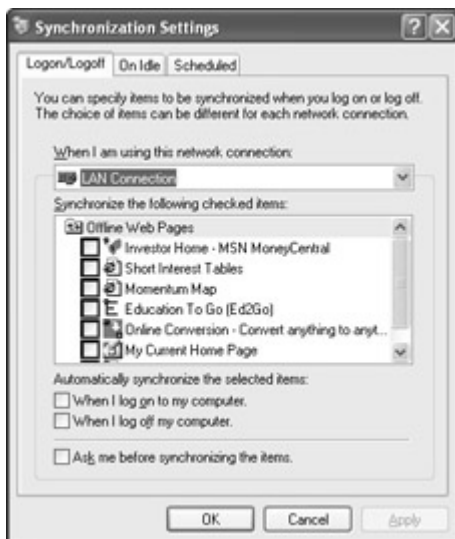 Synchronization Settings
Logon/Logoff On Idle Scheduled
You can specify items to be synchronized when you log on or log off.
The choice of items can be different for each network connection.
When I am using this network connection:
LAN Connection
Synchronize the following checked items:
Offline Web Pages
Investor Home - MSN MoneyCentral
Short Interest Tables
Momentum Map
Education To Go (Ed2Go)
Online Conversion - Convert anything to anyt...
My Current Home Page
Automatically synchronize the selected items:
When I log on to my computer.
When I log off my computer.
Ask me before synchronizing the items.
OK Cancel Apply